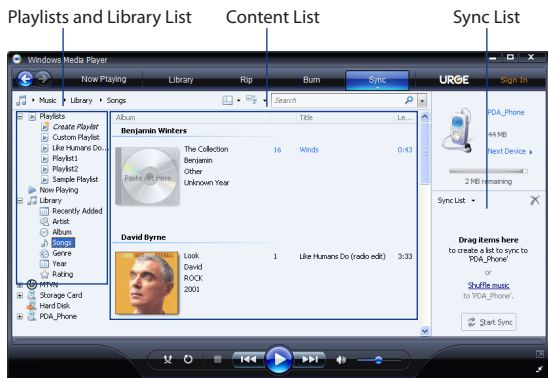 Playlists and Library List
Content List
Sync List
Windows Media Player
Now Playing
Library
Rip
Burn
Sync
URGE
Sign In
Music
Library
Songs
Search
Playlists
Create Playlist
Custom Playlist
Like Humans Do...
Playlist1
Playlist2
Sample Playlist
Now Playing
Library
Recently Added
Artist
Album
Songs
Genre
Year
Rating
MTVN
Storage Card
Hard Disk
PDA_Phone
Album
Title
Le...
Benjamin Winters
Paste Art Here
The Collection
Benjamin
Other
Unknown Year
16
Winds
0:43
David Byrne
Look
David
ROCK
2001
1
Like Humans Do (radio edit)
3:33
PDA_Phone
44 MB
Next Device
2 MB remaining
Sync List
Drag items here
to create a list to sync to
'PDA_Phone'
or
Shuffle music
to 'PDA_Phone'.
Start Sync